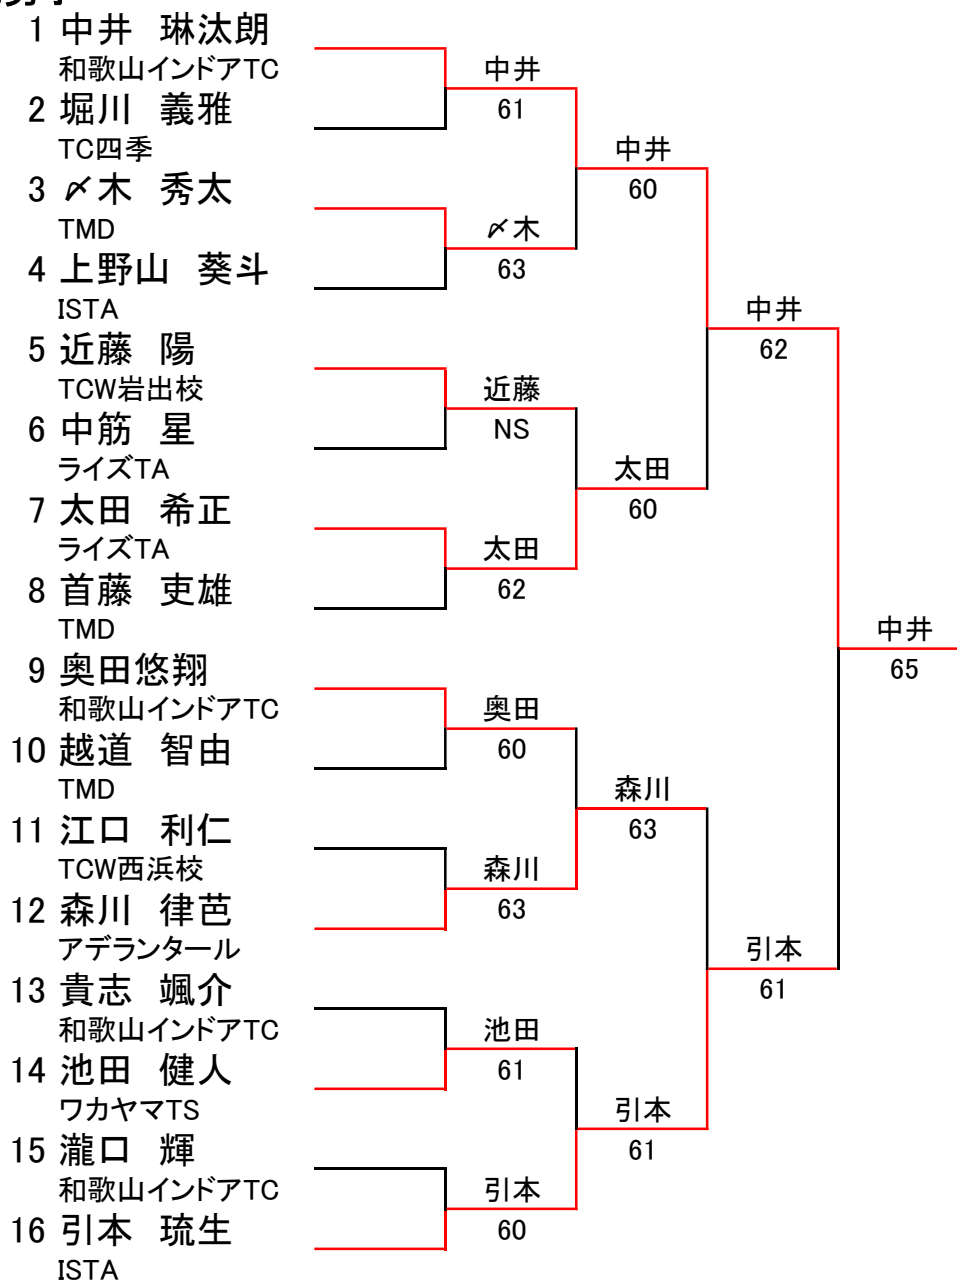 1 中井 琳汰朗
和歌山インドアTC
2 堀川 義雅
TC四季
3 〆木 秀太
TMD
4 上野山 葵斗
ISTA
5 近藤 陽
TCW岩出校
6 中筋 星
ライズTA
7 太田 希正
ライズTA
8 首藤 吏雄
TMD
9 奥田悠翔
和歌山インドアTC
10 越道 智由
TMD
11 江口 利仁
TCW西浜校
12 森川 律芭
アデランタール
13 貴志 颯介
和歌山インドアTC
14 池田 健人
ワカヤマTS
15 瀧口 輝
和歌山インドアTC
16 引本 琉生
ISTA
中井
61
〆木
63
近藤
NS
太田
62
奥田
60
森川
63
池田
61
引本
60
中井
60
太田
60
森川
63
引本
61
中井
62
引本
61
中井
65